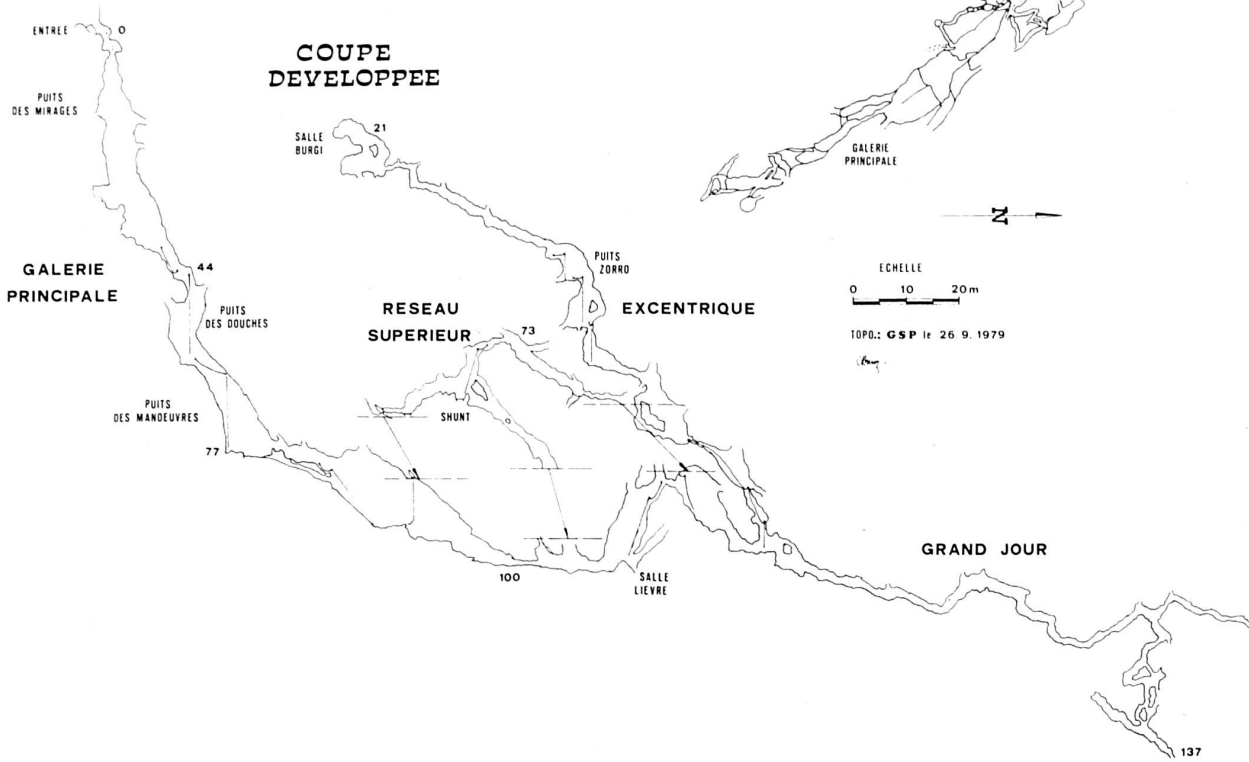 ENTREE
0
COUPE
DEVELOPPEE
PUITS
DES MIRAGES
SALLE
BURGI
21
GALERIE
PRINCIPALE
N
GALERIE
PRINCIPALE
44
PUITS
DES DOUCHES
RESEAU
SUPERIEUR
73
PUITS
ZORRO
EXCENTRIQUE
ECHELLE
0 10 20m
TOPO.: GSP le 26 9. 1979
PUITS
DES MANOEUVRES
77
SHUNT
100
SALLE
LIEVRE
GRAND JOUR
137